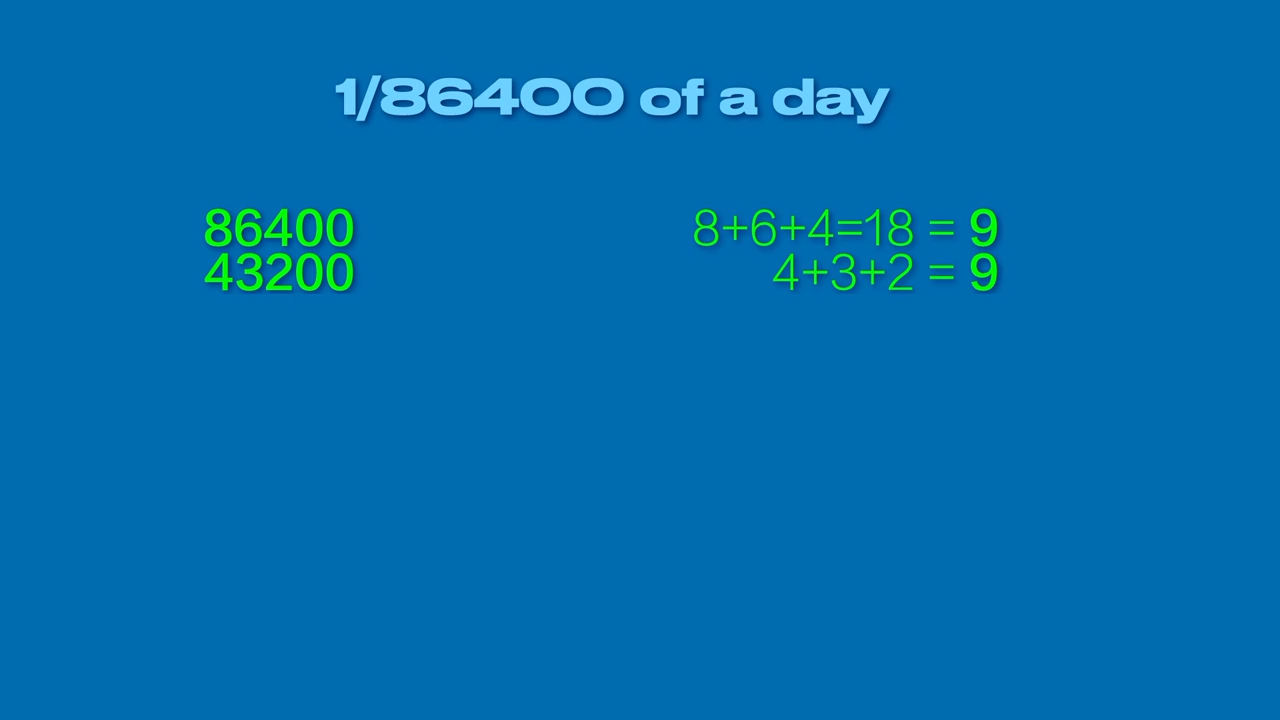 1/86400 of a day
86400 8+6+4=18 = 9
43200 4+3+2 = 9